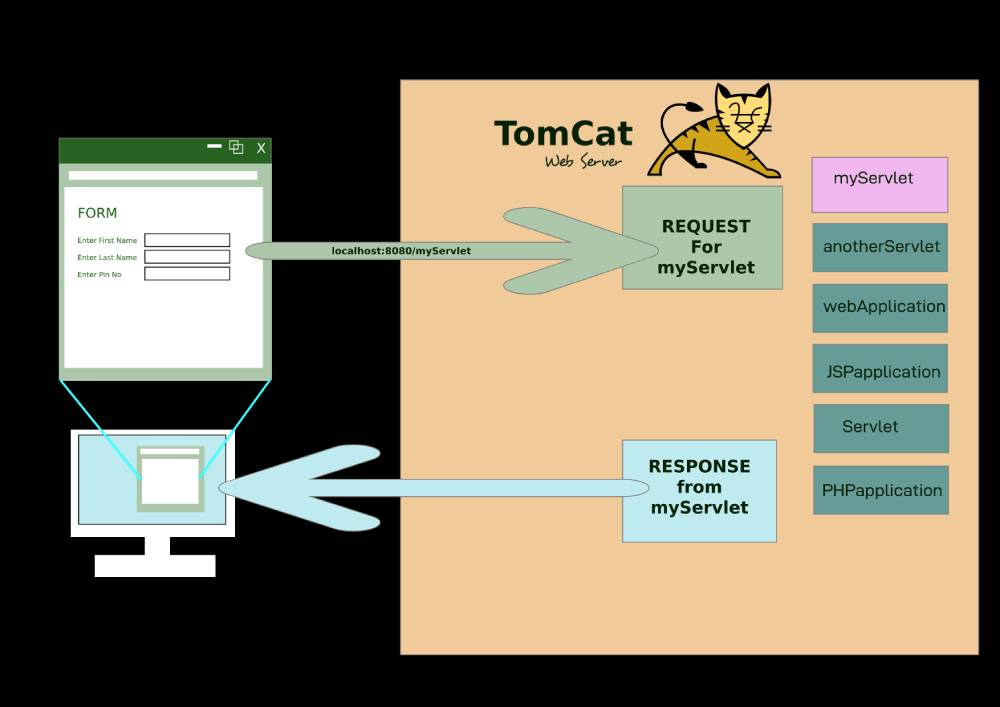 TomCat
Web Server
X
FORM
Enter First Name
Enter Last Name
Enter Pin No
localhost:8080/myServlet
REQUEST
For
myServlet
RESPONSE
from
myServlet
myServlet
anotherServlet
webApplication
JSPapplication
Servlet
PHPapplication